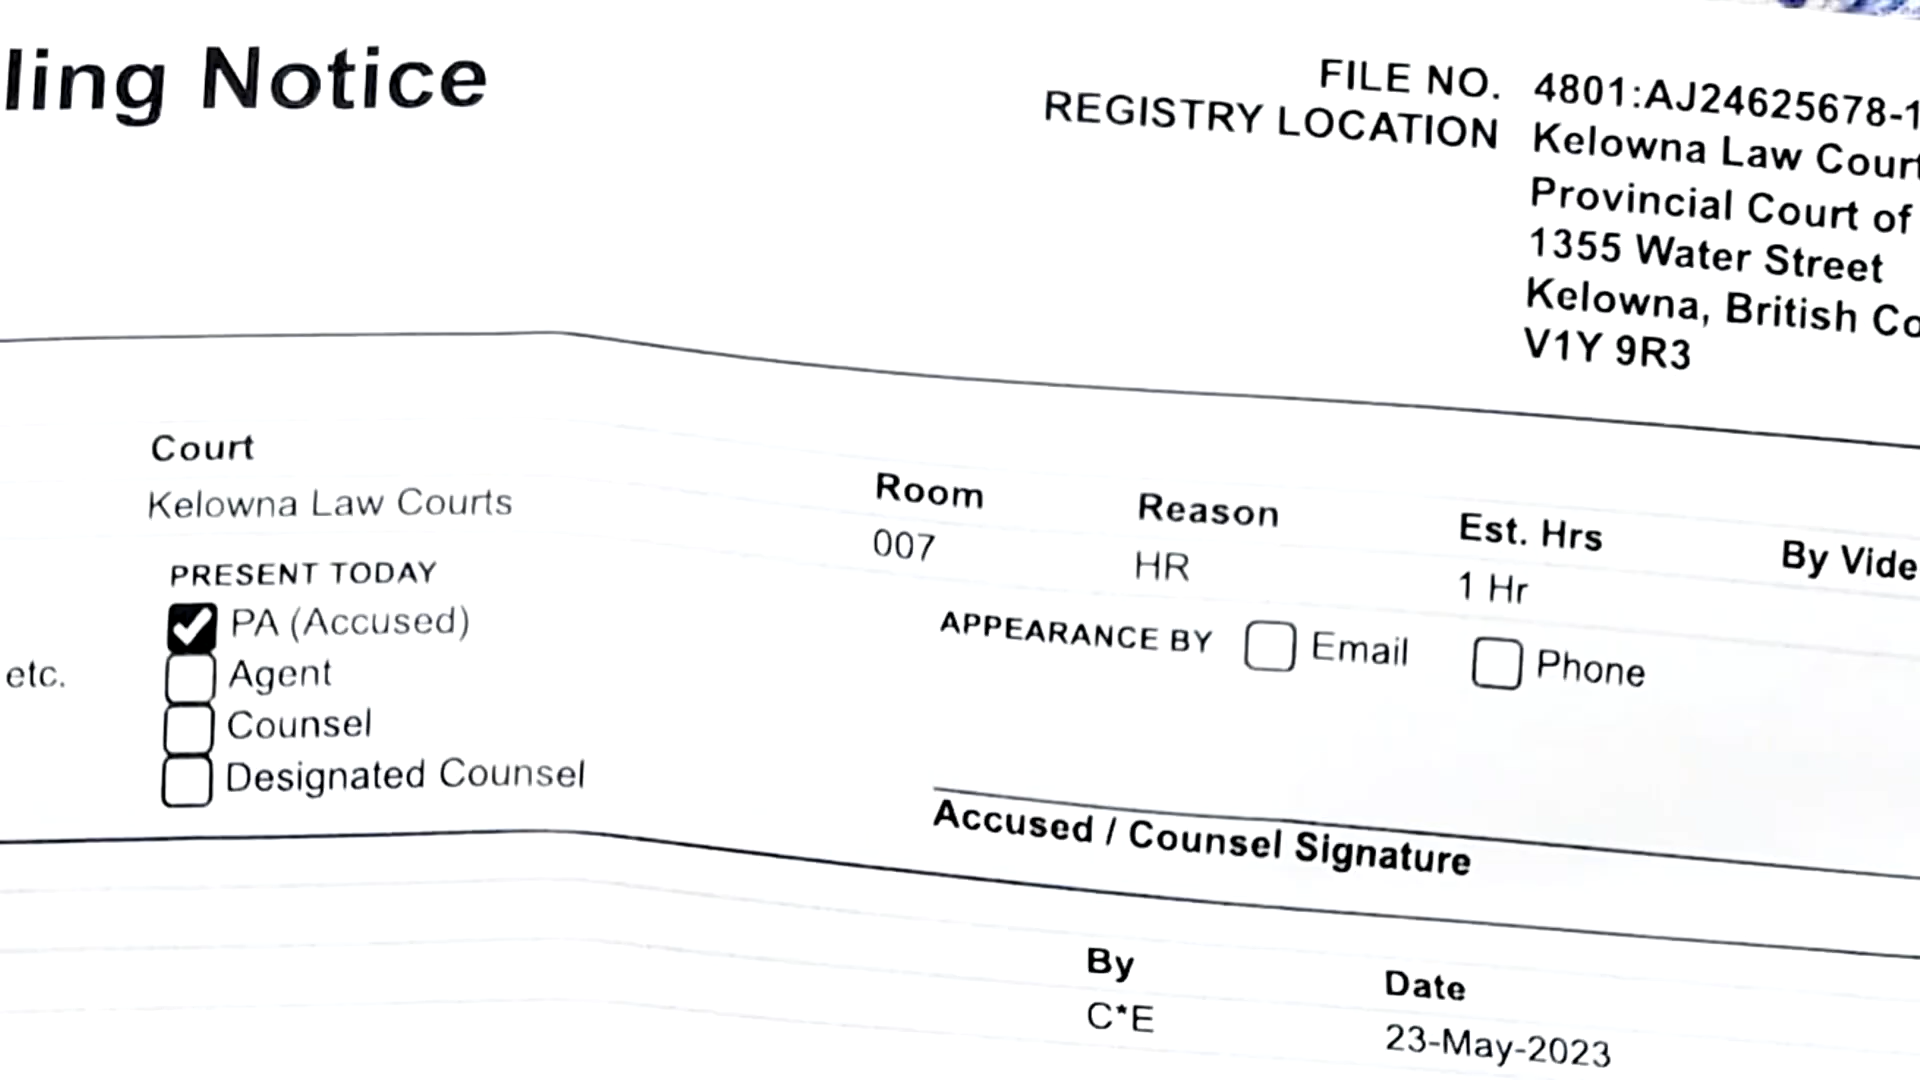 ling Notice
FILE NO. 4801:AJ24625678-1
REGISTRY LOCATION Kelowna Law Court
Provincial Court of
1355 Water Street
Kelowna, British Co
V1Y 9R3
Court Room Reason Est. Hrs By Vide
Kelowna Law Courts 007 HR 1 Hr
PRESENT TODAY
PA (Accused)
etc. Agent
Counsel
Designated Counsel
APPEARANCE BY Email Phone
Accused / Counsel Signature
By Date
C*E 23-May-2023